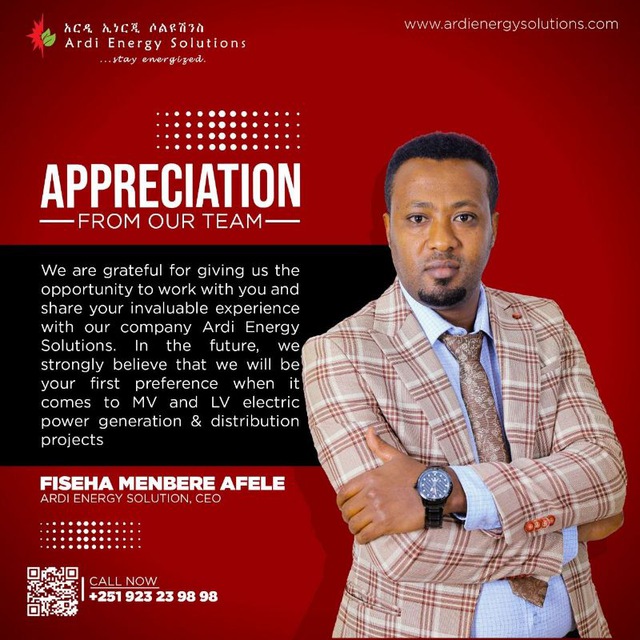 አርዲ ኢነርጂ ሶልዩሽንስ
Ardi Energy Solutions
...stay energized.
www.ardienergysolutions.com
APPRECIATION
FROM OUR TEAM
We are grateful for giving us the
opportunity to work with you and
share your invaluable experience
with our company Ardi Energy
Solutions. In the future, we
strongly believe that we will be
your first preference when it
comes to MV and LV electric
power generation & distribution
projects
FISEHA MENBERE AFELE
ARDI ENERGY SOLUTION, CEO
CALL NOW
+251 923 23 98 98